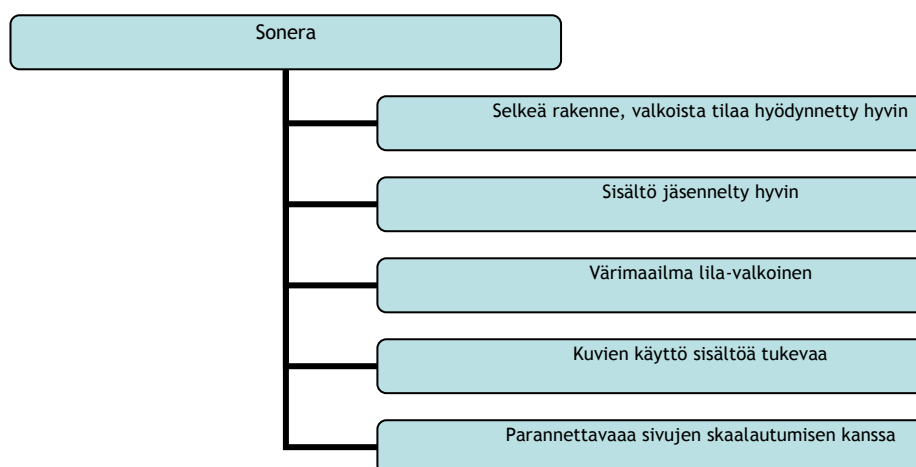 Sonera
Selkeä rakenne, valkoista tilaa hyödynnetty hyvin
Sisältö jäsennelty hyvin
Värimaailma lila-valkoinen
Kuvien käyttö sisältöä tukevaa
Parannettavaaa sivujen skaalautumisen kanssa